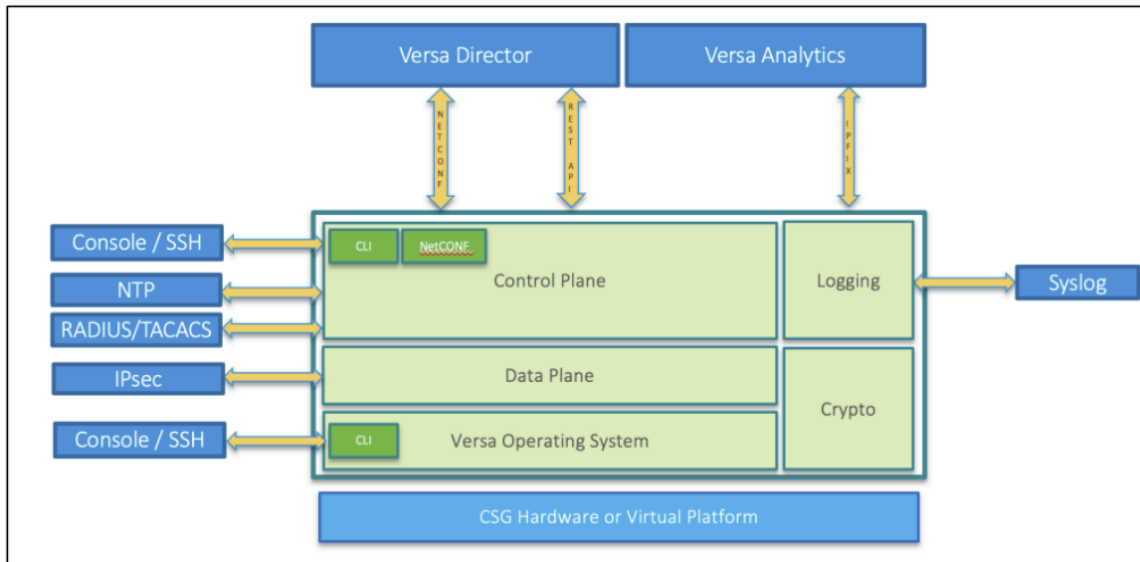 Versa Director
Versa Analytics
NETCONF
REST API
IPFIX
Console / SSH
NTP
RADIUS/TACACS
IPsec
Console / SSH
CLI
NetCONF
Control Plane
Logging
Syslog
Data Plane
Crypto
CLI
Versa Operating System
CSG Hardware or Virtual Platform